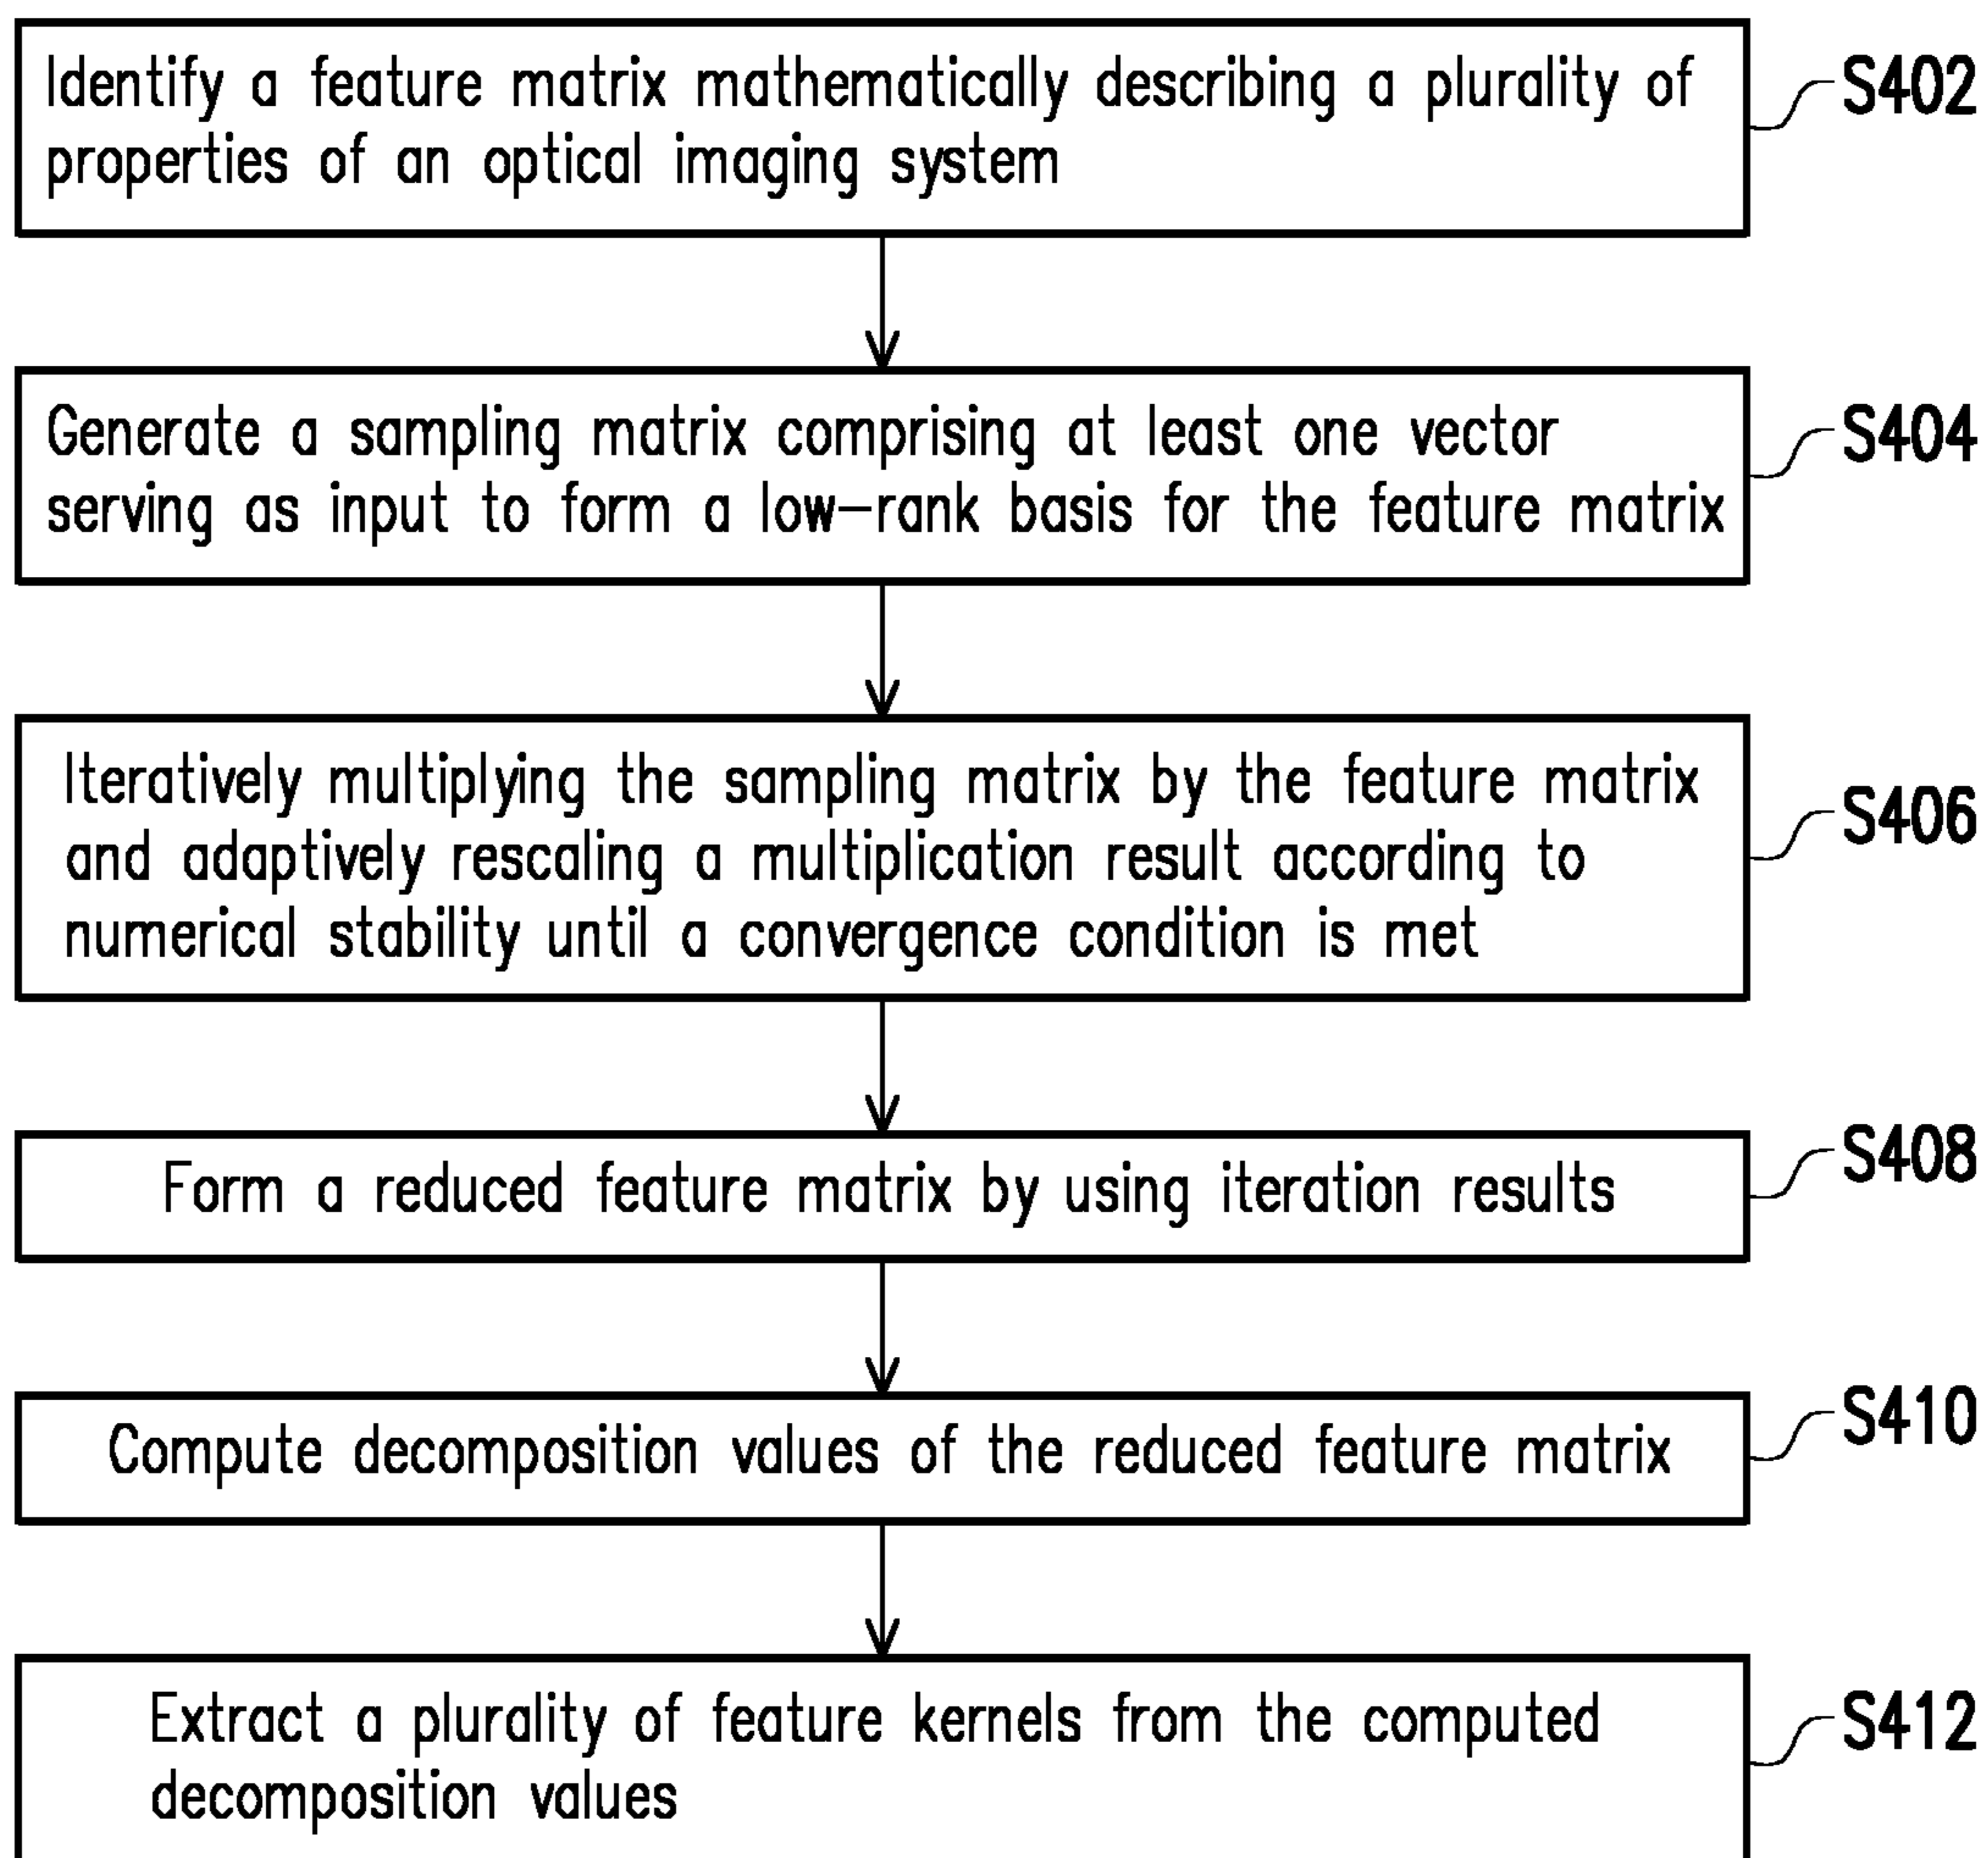 Identify a feature matrix mathematically describing a plurality of
properties of an optical imaging system
S402
Generate a sampling matrix comprising at least one vector
serving as input to form a low-rank basis for the feature matrix
S404
Iteratively multiplying the sampling matrix by the feature matrix
and adaptively rescaling a multiplication result according to
numerical stability until a convergence condition is met
S406
Form a reduced feature matrix by using iteration results
S408
Compute decomposition values of the reduced feature matrix
S410
Extract a plurality of feature kernels from the computed
decomposition values
S412